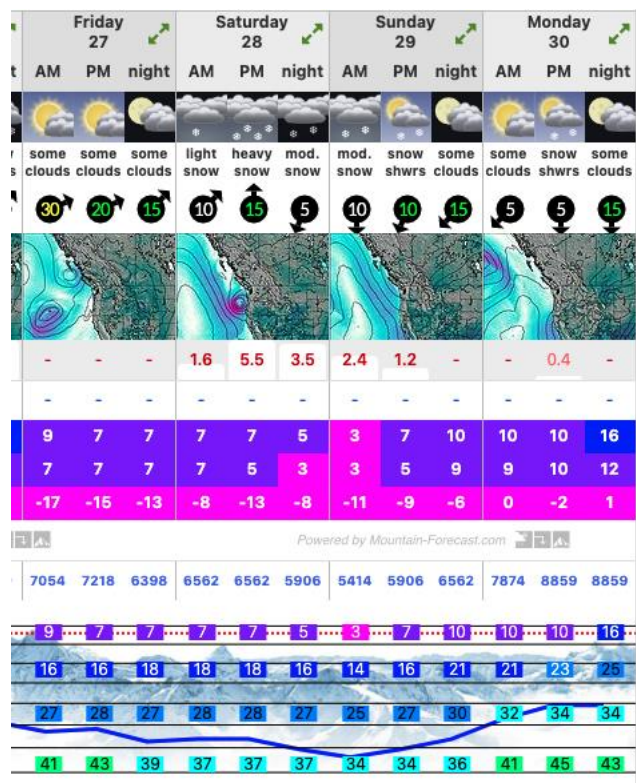 Friday Saturday Sunday Monday
27 28 29 30
AM PM night AM PM night AM PM night AM PM night
some some some light heavy mod. mod. snow some some snow some
clouds clouds clouds snow snow snow snow shwrs clouds clouds shwrs clouds
30 20 15 10 15 5 10 10 15 5 5 15
- - - 1.6 5.5 3.5 2.4 1.2 - - 0.4 -
- - - - - - - - - - - -
9 7 7 7 7 5 3 7 10 10 10 16
7 7 7 7 5 3 3 5 9 9 10 12
-17 -15 -13 -8 -13 -8 -11 -9 -6 0 -2 1
Powered by Mountain-Forecast.com
7054 7218 6398 6562 6562 5906 5414 5906 6562 7874 8859 8859
9 7 7 7 7 5 3 7 10 10 10 16
16 16 18 18 18 16 14 16 21 21 23 25
27 28 27 28 28 27 25 27 30 32 34 34
41 43 39 37 37 37 34 34 36 41 45 43